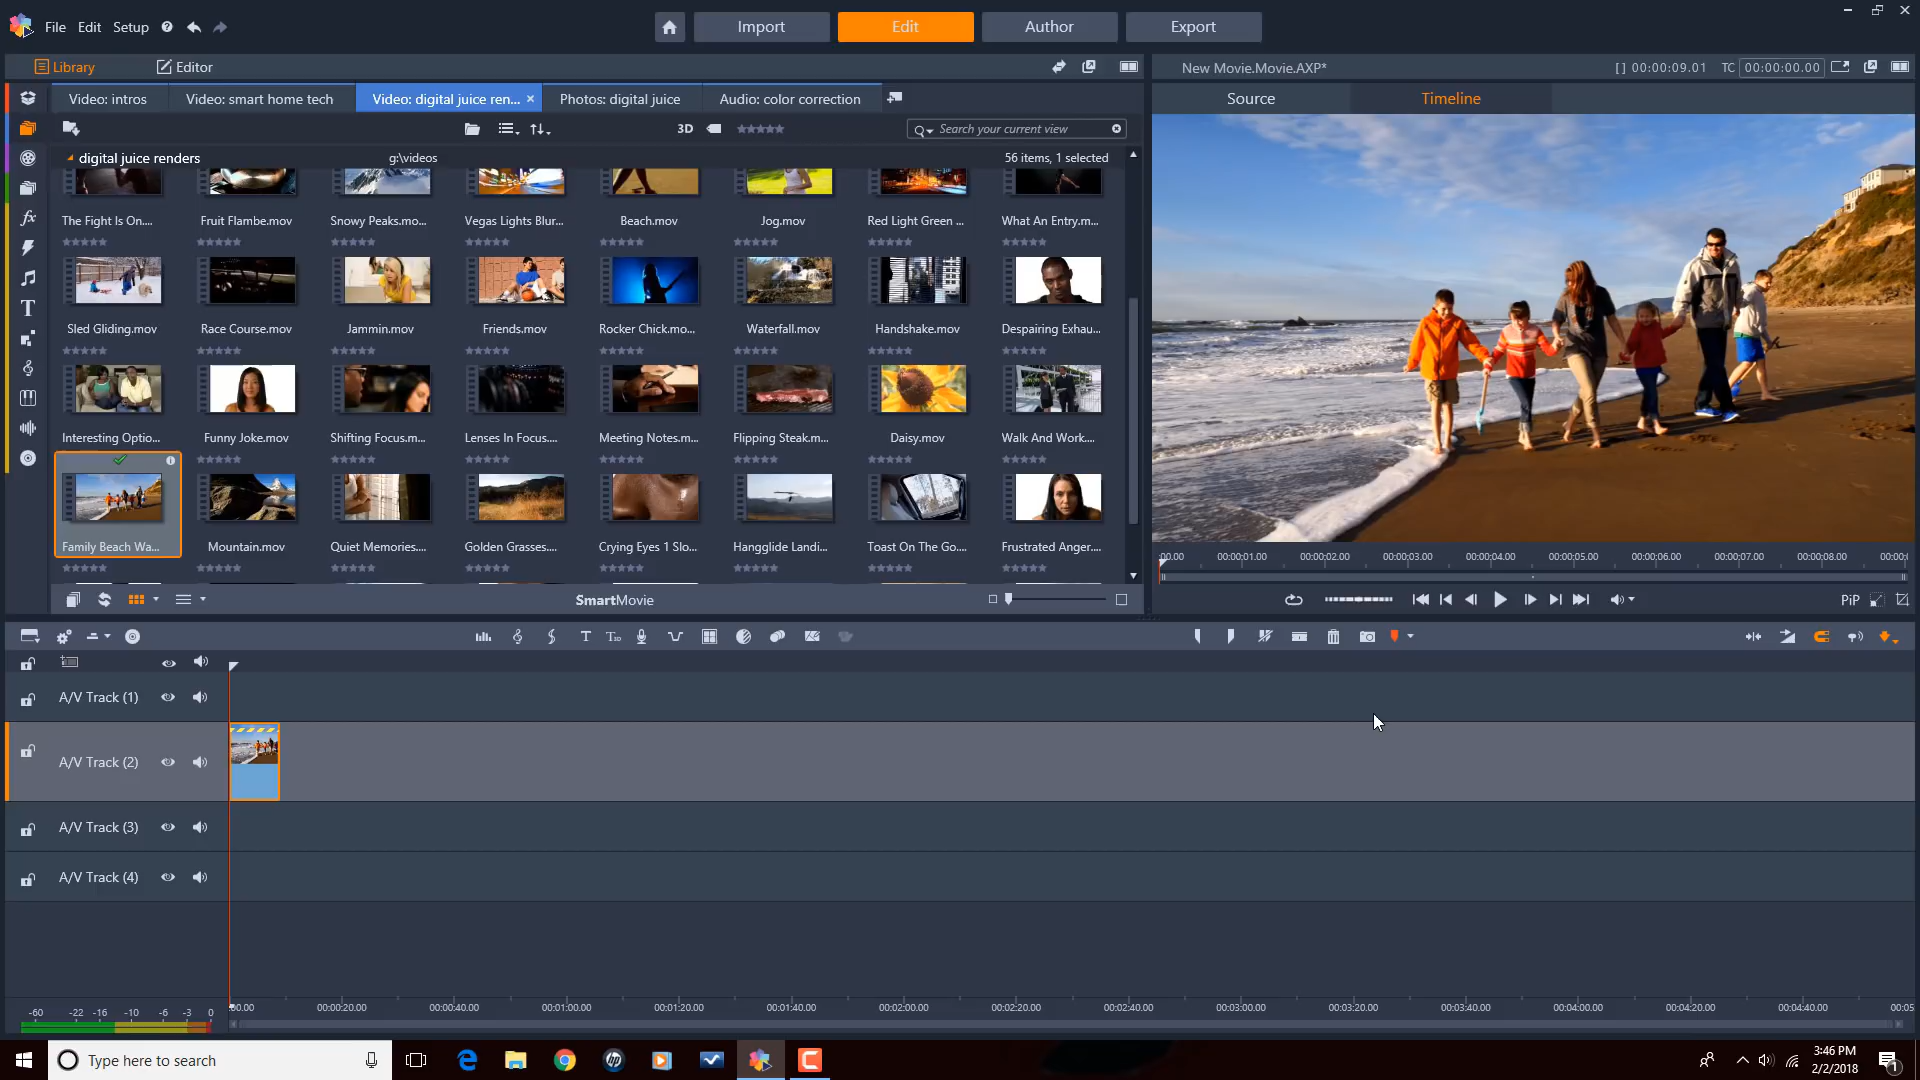 File Edit Setup
Import Edit Author Export
Library Editor
New Movie.Movie.AXP*
[ ] 00:00:09.01 TC 00:00:00.00
Video: intros
Video: smart home tech
Video: digital juice ren...
Photos: digital juice
Audio: color correction
Source Timeline
3D
Search your current view
digital juice renders
g:\videos
56 items, 1 selected
The Fight Is On....
Fruit Flambe.mov
Snowy Peaks.mo...
Vegas Lights Blur...
Beach.mov
Jog.mov
Red Light Green ...
What An Entry.m...
Sled Gliding.mov
Race Course.mov
Jammin.mov
Friends.mov
Rocker Chick.mo...
Waterfall.mov
Handshake.mov
Despairing Exhau...
Interesting Optio...
Funny Joke.mov
Shifting Focus.m...
Lenses In Focus....
Meeting Notes.m...
Flipping Steak.m...
Daisy.mov
Walk And Work....
Family Beach Wa...
Mountain.mov
Quiet Memories....
Golden Grasses....
Crying Eyes 1 Slo...
Hangglide Landi...
Toast On The Go....
Frustrated Anger....
:00.00 00:00:01.00 00:00:02.00 00:00:03.00 00:00:04.00 00:00:05.00 00:00:06.00 00:00:07.00 00:00:08.00 00:00:
SmartMovie
PiP
A/V Track (1)
A/V Track (2)
A/V Track (3)
A/V Track (4)
-60 -22 -16 -10 -6 -3 0
00.00 00:00:20.00 00:00:40.00 00:01:00.00 00:01:20.00 00:01:40.00 00:02:00.00 00:02:20.00 00:02:40.00 00:03:00.00 00:03:20.00 00:03:40.00 00:04:00.00 00:04:20.00 00:04:40.00 00:05
Type here to search
3:46 PM
2/2/2018
1